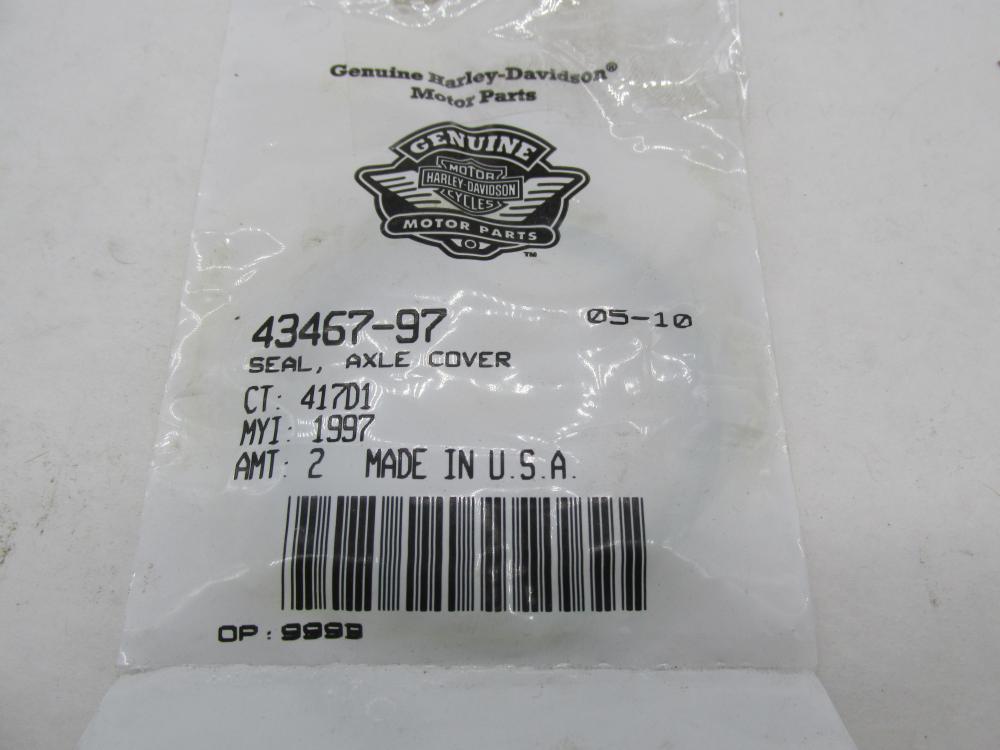 Genuine Harley-Davidson®
Motor Parts
GENUINE
MOTOR
HARLEY-DAVIDSON
CYCLES
MOTOR PARTS
™
43467-97 05-10
SEAL, AXLE COVER
CT: 417D1
MYI: 1997
AMT: 2 MADE IN U.S.A.
OP: